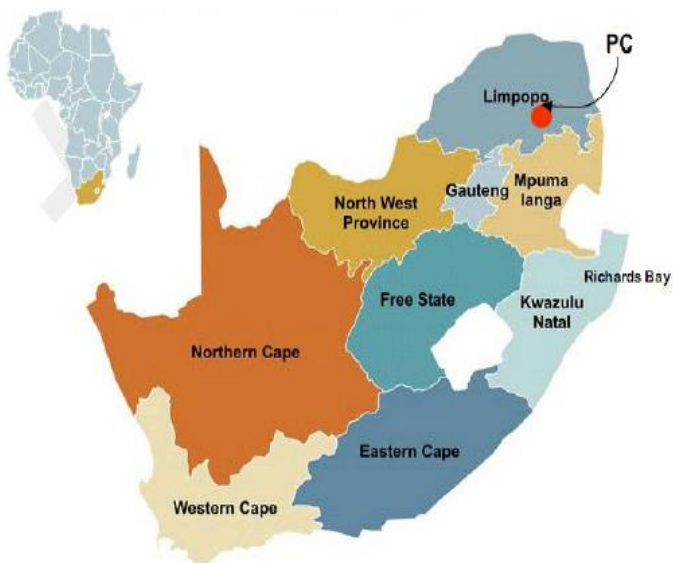 PC
Limpopo
Gauteng
Mpuma
langa
North West
Province
Richards Bay
Free State
Kwazulu
Natal
Northern Cape
Eastern Cape
Western Cape